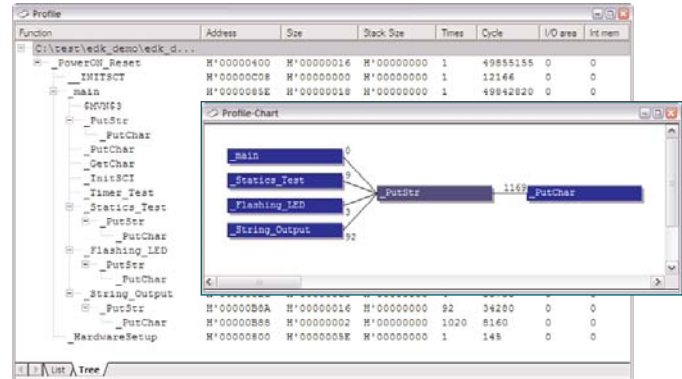 Profile
Function Address Size Stack Size Times Cycle I/O area Int mem
C:\test\edk_demo\edk_d...
_PowerON_Reset H'00000400 H'00000016 H'00000000 1 49855155 0 0
__INITSCT H'00000C08 H'00000000 H'00000000 1 12166 0 0
_main H'0000085E H'00000018 H'00000000 1 49842820 0 0
$MVN$3
_PutStr
_PutChar
_PutChar
_GetChar
_InitSCI
_Timer_Test
_Statics_Test
_PutStr
_PutChar
_Flashing_LED
_PutStr
_PutChar
_String_Output
_PutStr H'00000B8A H'00000016 H'00000000 92 34280 0 0
_PutChar H'00000B88 H'00000002 H'00000000 1020 8160 0 0
_HardwareSetup H'00000800 H'0000005E H'00000000 1 145 0 0
List Tree
Profile-Chart
_main 0
_Statics_Test 9
_Flashing_LED 3
_String_Output 92
_PutStr 1169 _PutChar